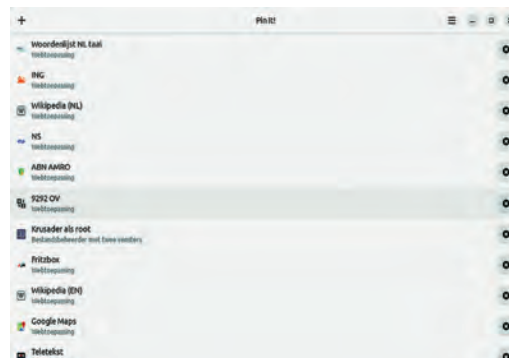 Pin It!
Woordenlijst NL taal
Webtoepassing
ING
Webtoepassing
Wikipedia (NL)
Webtoepassing
NS
Webtoepassing
ABN AMRO
Webtoepassing
9292 OV
Webtoepassing
Krusader als root
Bestandsbeheerder met twee vensters
Fritzbox
Webtoepassing
Wikipedia (EN)
Webtoepassing
Google Maps
Webtoepassing
Teletekst